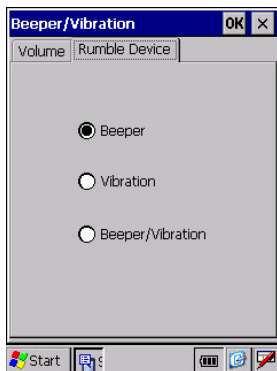 Beeper/Vibration OK
Volume Rumble Device
Beeper
Vibration
Beeper/Vibration
Start